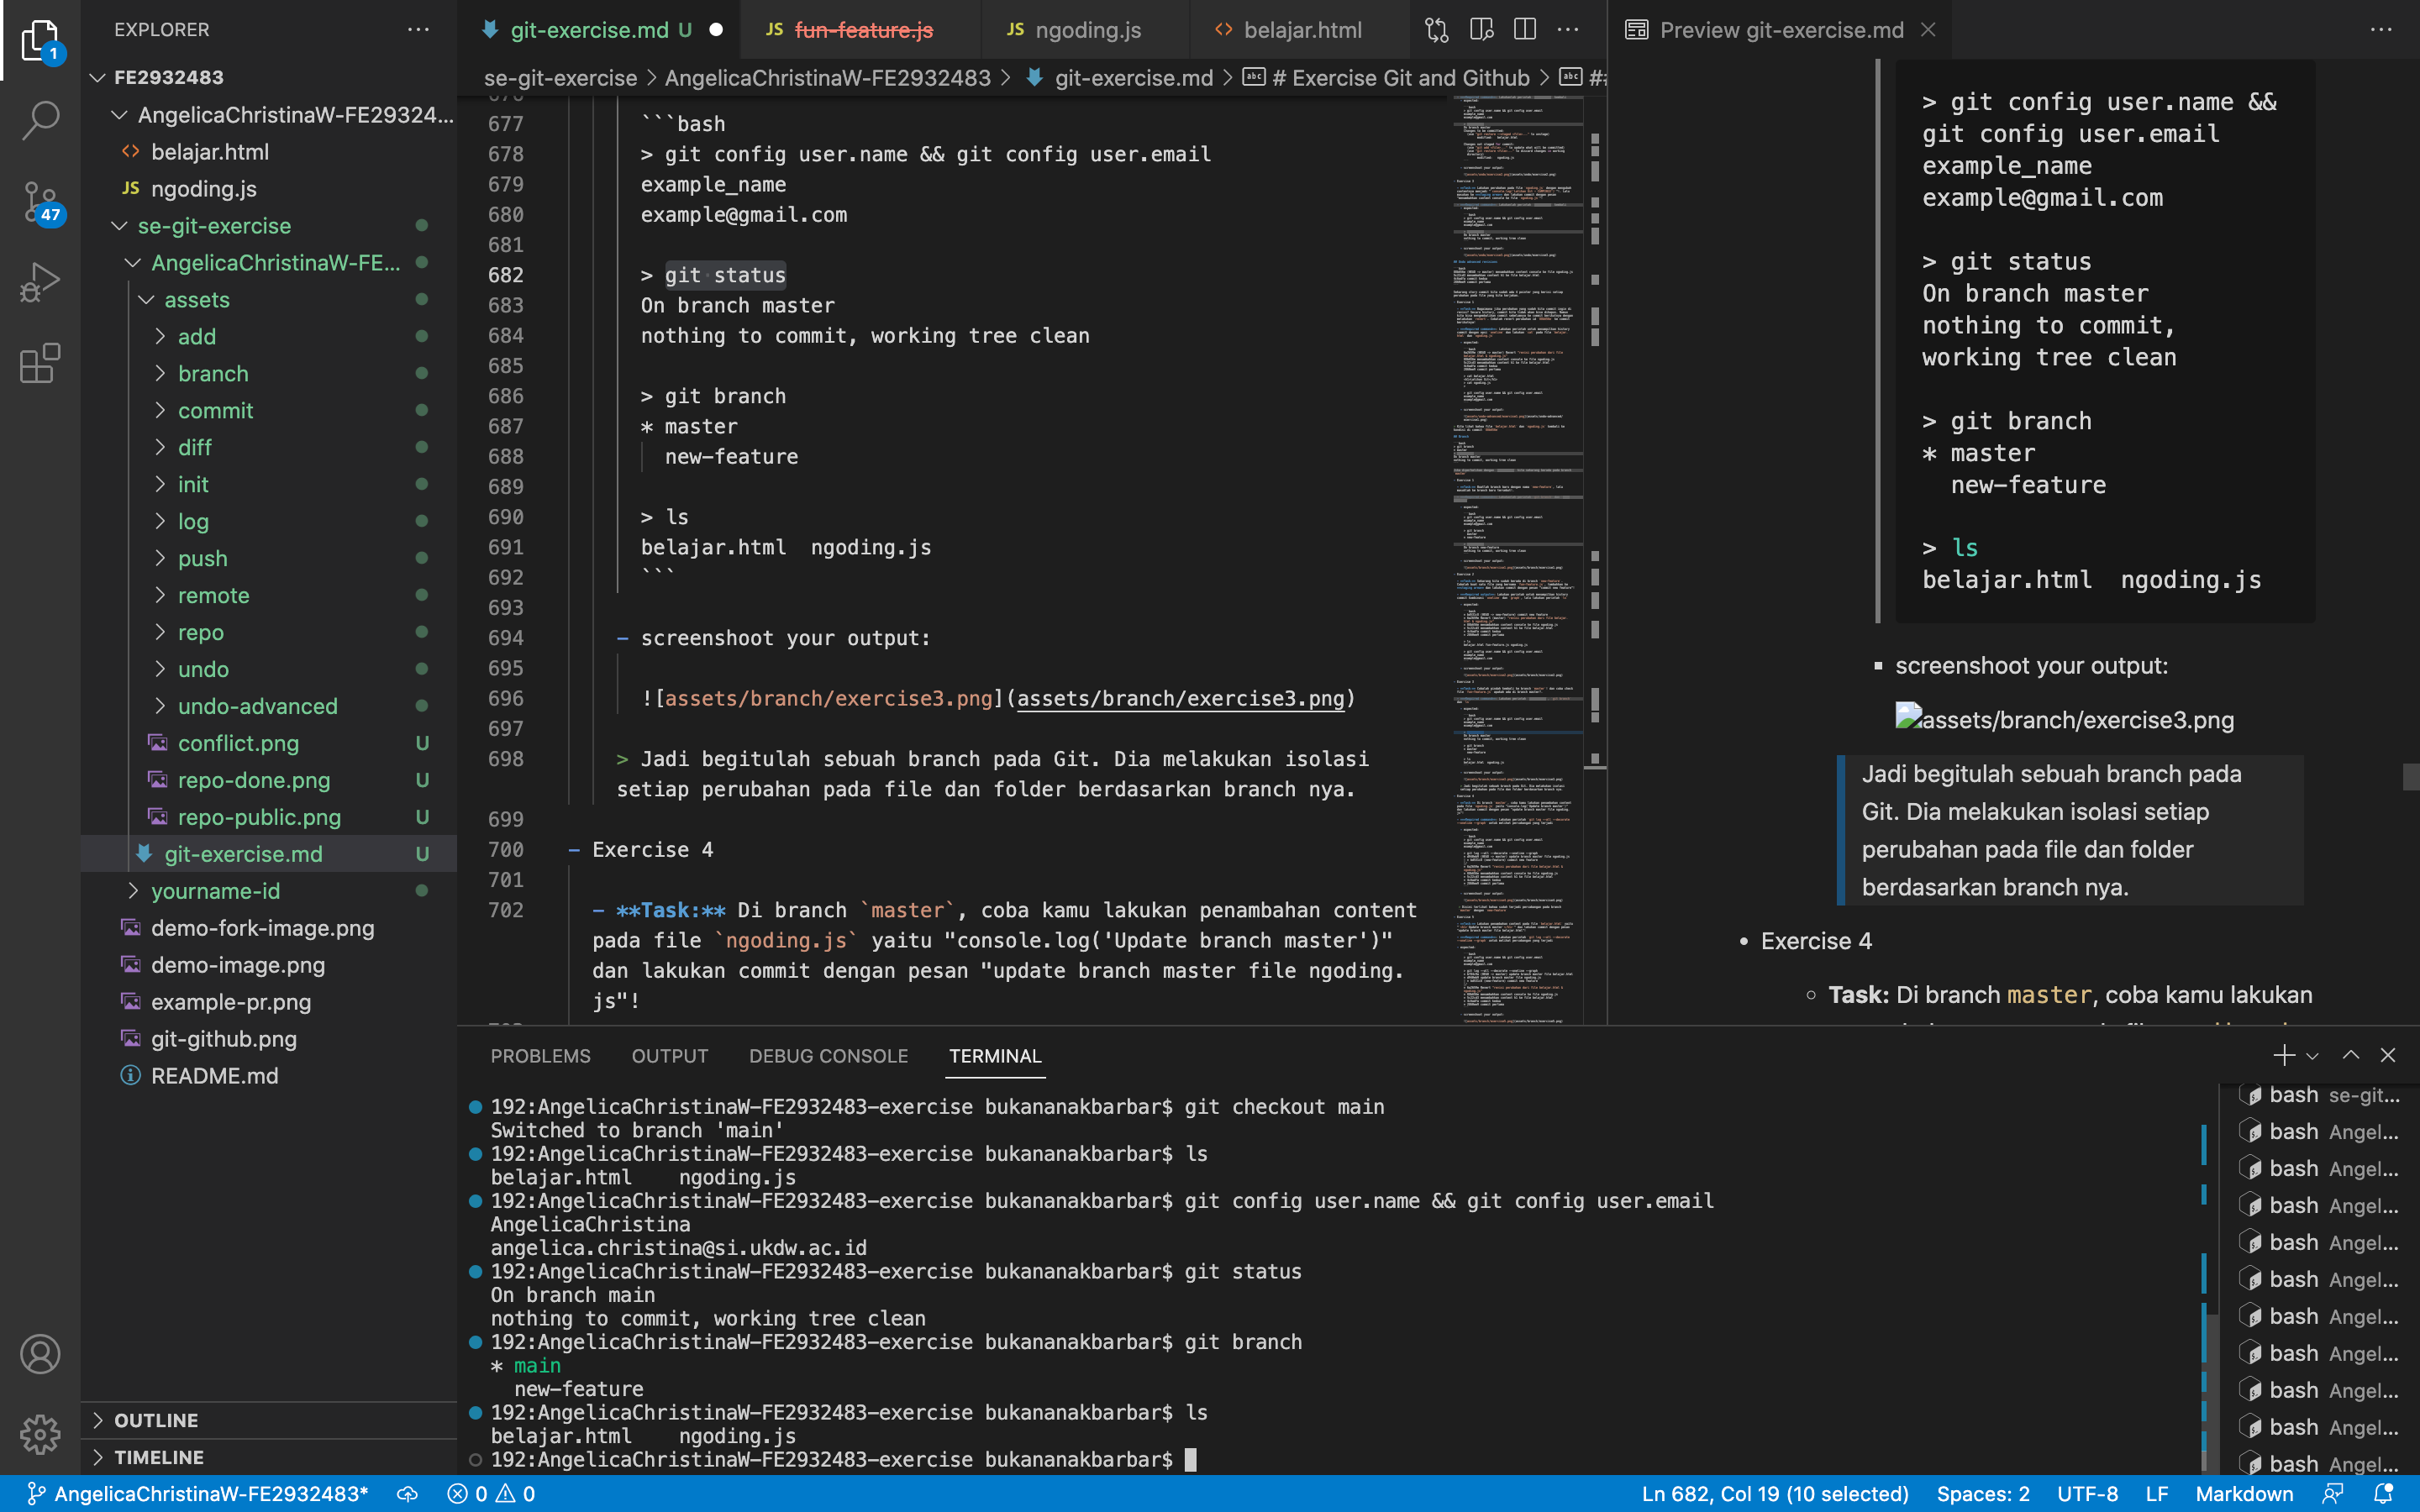 EXPLORER
FE2932483
AngelicaChristinaW-FE29324...
belajar.html
JS ngoding.js
se-git-exercise
AngelicaChristinaW-FE...
assets
add
branch
commit
diff
init
log
push
remote
repo
undo
undo-advanced
conflict.png U
repo-done.png U
repo-public.png U
git-exercise.md U
yourname-id
demo-fork-image.png
demo-image.png
example-pr.png
git-github.png
README.md
OUTLINE
TIMELINE
1
47
git-exercise.md U
JS fun-feature.js
JS ngoding.js
belajar.html
se-git-exercise > AngelicaChristinaW-FE2932483 > git-exercise.md > # Exercise Git and Github >
677 ```bash
678 > git config user.name && git config user.email
679 example_name
680 example@gmail.com
681
682 > git status
683 On branch master
684 nothing to commit, working tree clean
685
686 > git branch
687 * master
688 new-feature
689
690 > ls
691 belajar.html  ngoding.js
692 ```
693
694 - screenshoot your output:
695
696 ![assets/branch/exercise3.png](assets/branch/exercise3.png)
697
698 > Jadi begitulah sebuah branch pada Git. Dia melakukan isolasi
setiap perubahan pada file dan folder berdasarkan branch nya.
699
700 - Exercise 4
701
702 - **Task:** Di branch `master`, coba kamu lakukan penambahan content
pada file `ngoding.js` yaitu "console.log('Update branch master')"
dan lakukan commit dengan pesan "update branch master file ngoding.
js"!
Preview git-exercise.md
> git config user.name &&
git config user.email
example_name
example@gmail.com
> git status
On branch master
nothing to commit,
working tree clean
> git branch
* master
new-feature
> ls
belajar.html  ngoding.js
screenshoot your output:
assets/branch/exercise3.png
Jadi begitulah sebuah branch pada
Git. Dia melakukan isolasi setiap
perubahan pada file dan folder
berdasarkan branch nya.
Exercise 4
Task: Di branch master, coba kamu lakukan
PROBLEMS OUTPUT DEBUG CONSOLE TERMINAL
192:AngelicaChristinaW-FE2932483-exercise bukananakbarbar$ git checkout main
Switched to branch 'main'
192:AngelicaChristinaW-FE2932483-exercise bukananakbarbar$ ls
belajar.html    ngoding.js
192:AngelicaChristinaW-FE2932483-exercise bukananakbarbar$ git config user.name && git config user.email
AngelicaChristina
angelica.christina@si.ukdw.ac.id
192:AngelicaChristinaW-FE2932483-exercise bukananakbarbar$ git status
On branch main
nothing to commit, working tree clean
192:AngelicaChristinaW-FE2932483-exercise bukananakbarbar$ git branch
* main
new-feature
192:AngelicaChristinaW-FE2932483-exercise bukananakbarbar$ ls
belajar.html    ngoding.js
192:AngelicaChristinaW-FE2932483-exercise bukananakbarbar$
bash se-git...
bash Angel...
bash Angel...
bash Angel...
bash Angel...
bash Angel...
bash Angel...
bash Angel...
bash Angel...
bash Angel...
bash Angel...
AngelicaChristinaW-FE2932483* 0 0
Ln 682, Col 19 (10 selected) Spaces: 2 UTF-8 LF Markdown